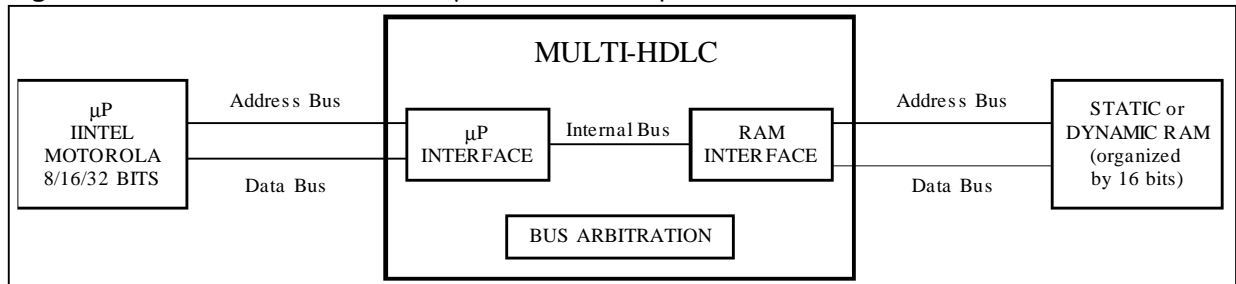 MULTI-HDLC
µP
IINTEL
MOTOROLA
8/16/32 BITS
Address Bus
Data Bus
µP
INTERFACE
Internal Bus
RAM
INTERFACE
BUS ARBITRATION
Address Bus
Data Bus
STATIC or
DYNAMIC RAM
(organized
by 16 bits)